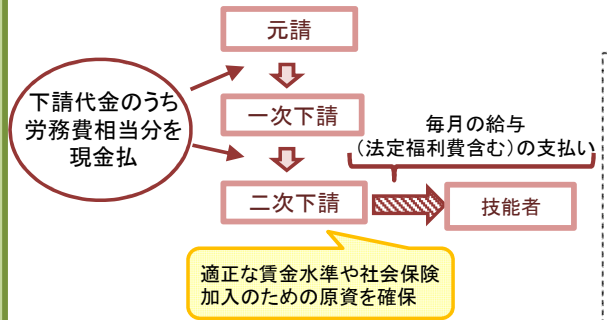 元請
下請代金のうち
労務費相当分を
現金払
一次下請
毎月の給与
(法定福利費含む)の支払い
二次下請
技能者
適正な賃金水準や社会保険
加入のための原資を確保